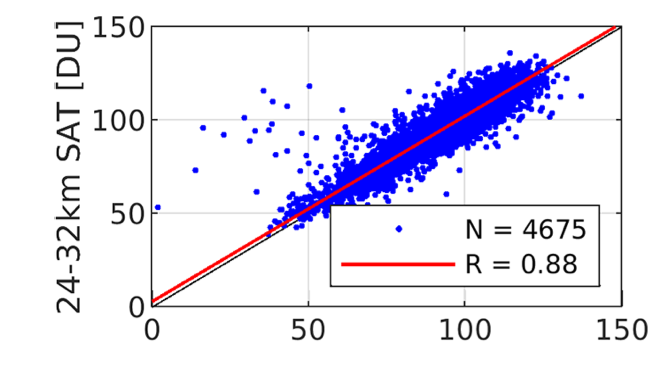 24-32km SAT [DU]
150
100
50
0
N = 4675
R = 0.88
0 50 100 150